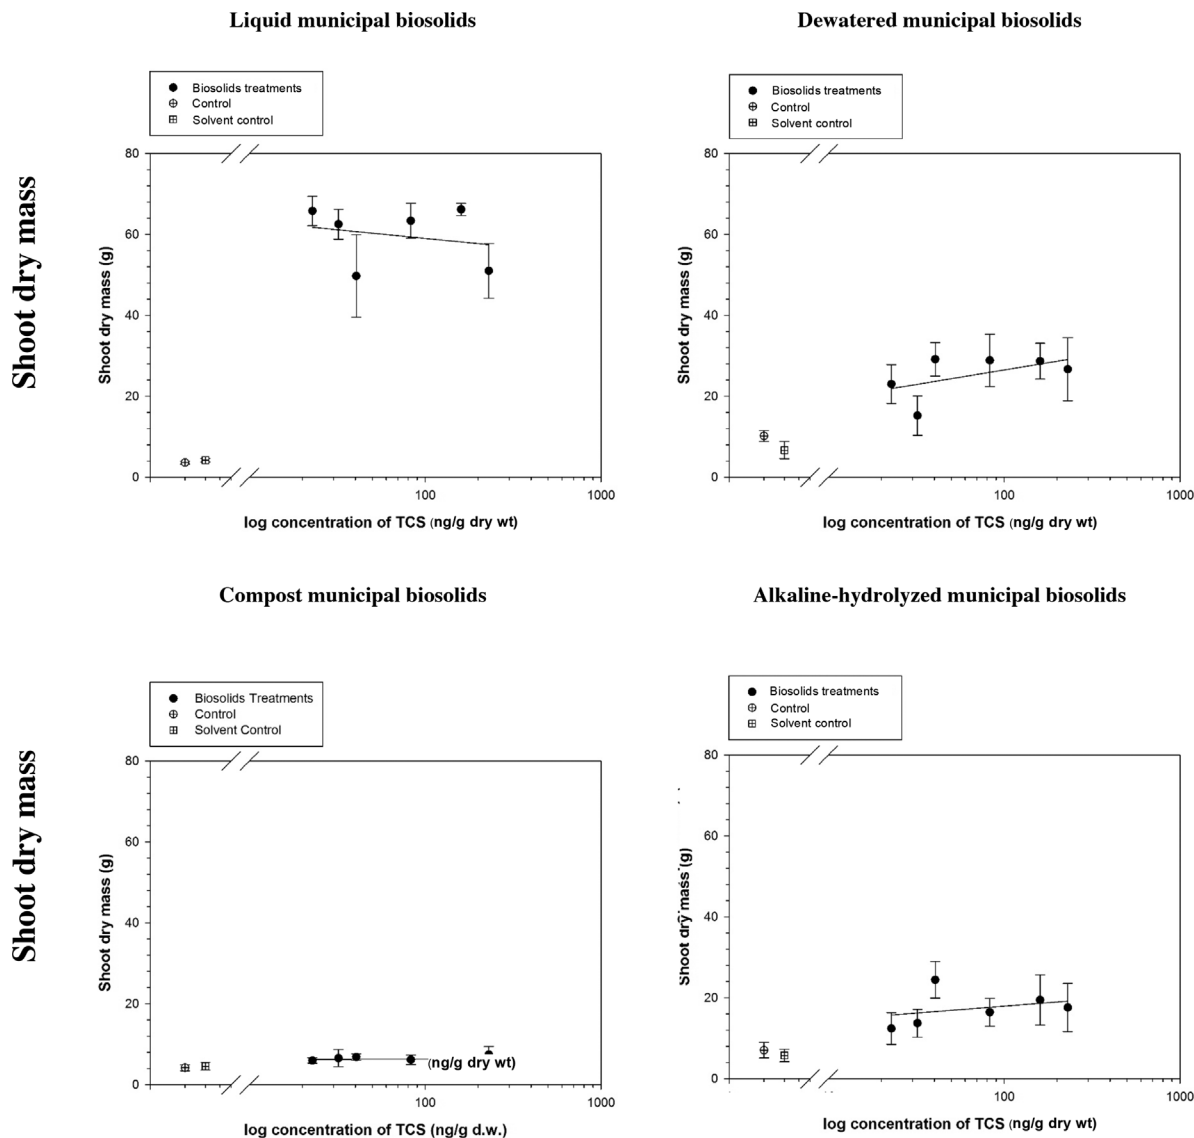 Liquid municipal biosolids
Dewatered municipal biosolids
Shoot dry mass
Biosolids treatments
Control
Solvent control
80
60
40
20
0
Shoot dry mass (g)
100
1000
log concentration of TCS (ng/g dry wt)
Biosolids treatments
Control
Solvent control
80
60
40
20
0
Shoot dry mass (g)
100
1000
log concentration of TCS (ng/g dry wt)
Compost municipal biosolids
Alkaline-hydrolyzed municipal biosolids
Shoot dry mass
Biosolids Treatments
Control
Solvent Control
80
60
40
20
0
Shoot dry mass (g)
(ng/g dry wt)
100
1000
log concentration of TCS (ng/g d.w.)
Biosolids treatments
Control
Solvent control
80
60
40
20
0
Shoot dry mass (g)
100
1000
log concentration of TCS (ng/g dry wt)